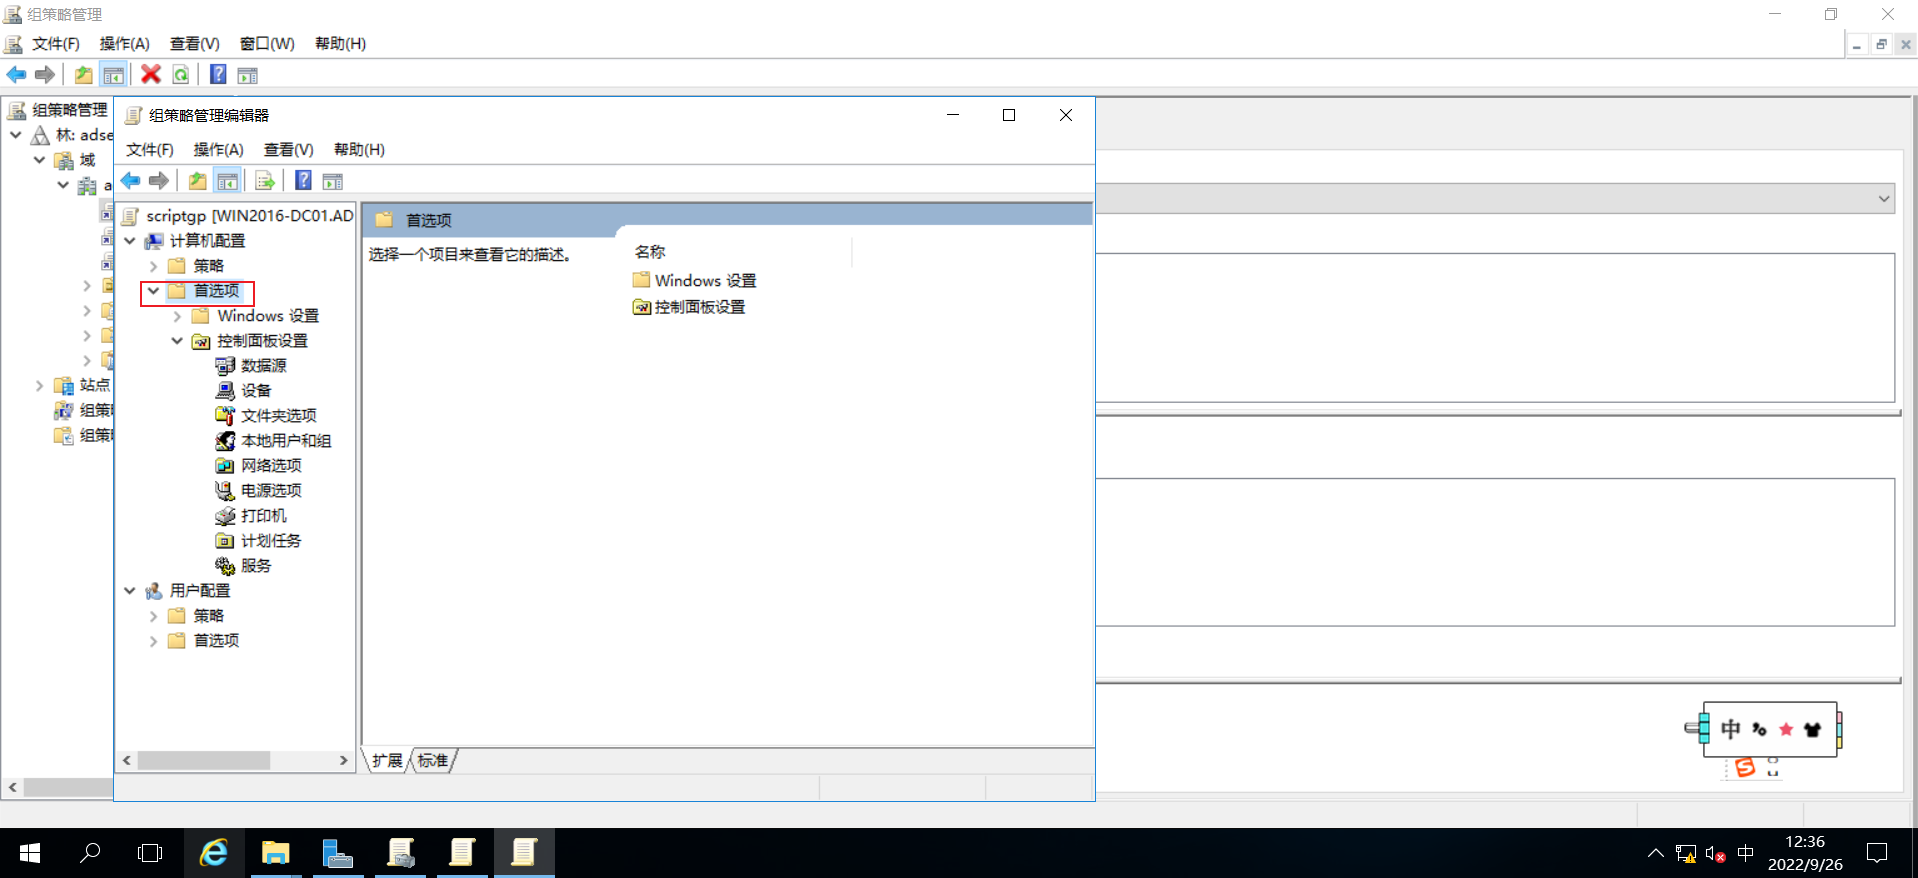 组策略管理
文件(F) 操作(A) 查看(V) 窗口(W) 帮助(H)
组策略管理
林: adse
域
a
站点
组策
组策
组策略管理编辑器
文件(F) 操作(A) 查看(V) 帮助(H)
scriptgp [WIN2016-DC01.AD
计算机配置
策略
首选项
Windows 设置
控制面板设置
数据源
设备
文件夹选项
本地用户和组
网络选项
电源选项
打印机
计划任务
服务
用户配置
策略
首选项
首选项
选择一个项目来查看它的描述。
名称
Windows 设置
控制面板设置
扩展 标准
中
中
12:36
2022/9/26